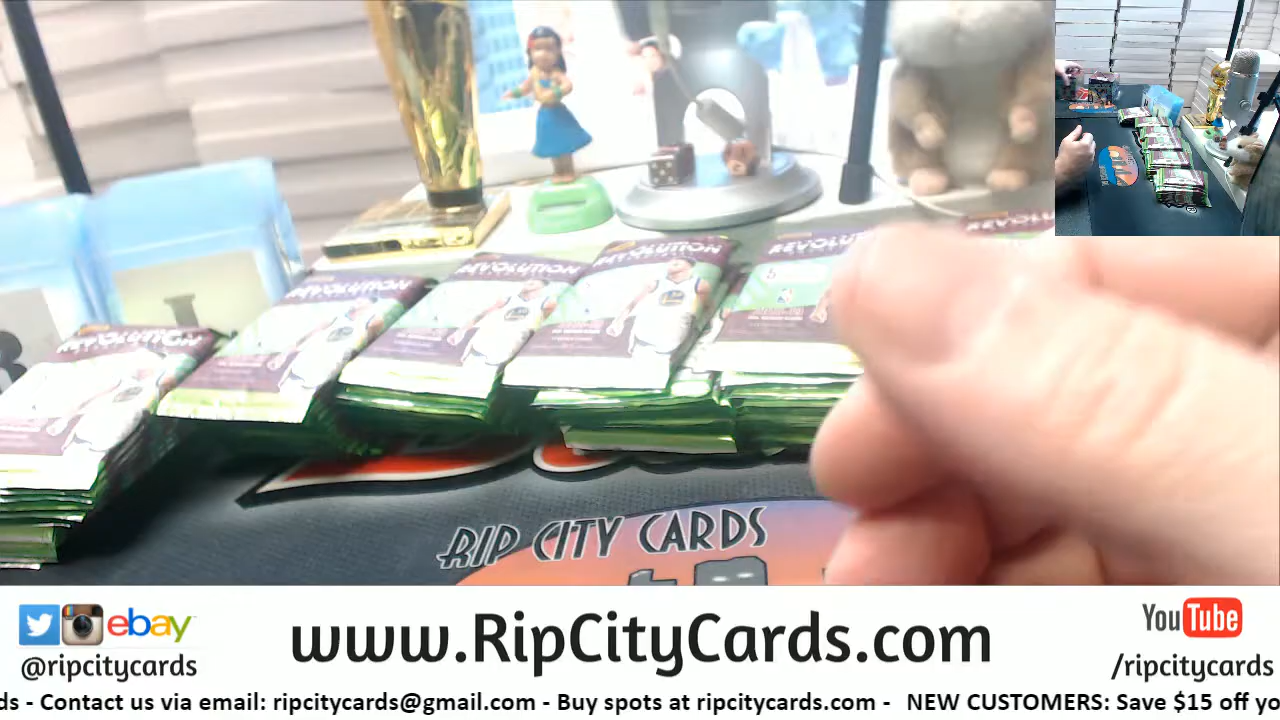 REVOLUTION
REVOLUTION
REVOLUTION
REVOLUTION
RIP CITY CARDS
ebay
www.RipCityCards.com
YouTube
@ripcitycards
/ripcitycards
ds - Contact us via email: ripcitycards@gmail.com - Buy spots at ripcitycards.com - NEW CUSTOMERS: Save $15 off yo